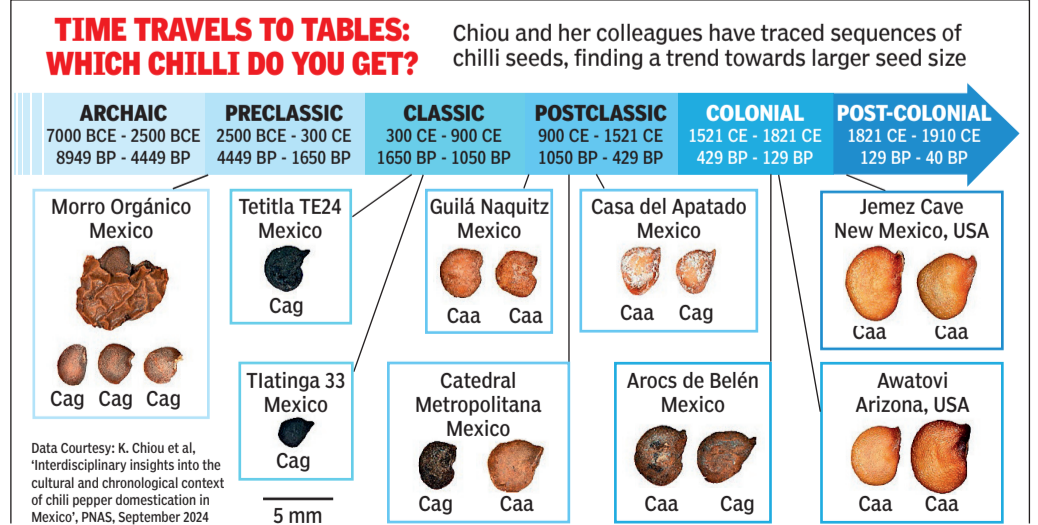 TIME TRAVELS TO TABLES:
WHICH CHILLI DO YOU GET?
Chiou and her colleagues have traced sequences of
chilli seeds, finding a trend towards larger seed size
ARCHAIC
7000 BCE - 2500 BCE
8949 BP - 4449 BP
PRECLASSIC
2500 BCE - 300 CE
4449 BP - 1650 BP
CLASSIC
300 CE - 900 CE
1650 BP - 1050 BP
POSTCLASSIC
900 CE - 1521 CE
1050 BP - 429 BP
COLONIAL
1521 CE - 1821 CE
429 BP - 129 BP
POST-COLONIAL
1821 CE - 1910 CE
129 BP - 40 BP
Morro Orgánico
Mexico
Cag Cag Cag
Tetitla TE24
Mexico
Cag
Guilá Naquitz
Mexico
Caa Caa
Casa del Apatado
Mexico
Caa Cag
Jemez Cave
New Mexico, USA
Caa Caa
Tlatinga 33
Mexico
Cag
Catedral
Metropolitana
Mexico
Cag Caa
Arocs de Belén
Mexico
Caa Cag
Awatovi
Arizona, USA
Caa Caa
Data Courtesy: K. Chiou et al,
‘Interdisciplinary insights into the
cultural and chronological context
of chili pepper domestication in
Mexico’, PNAS, September 2024
5 mm